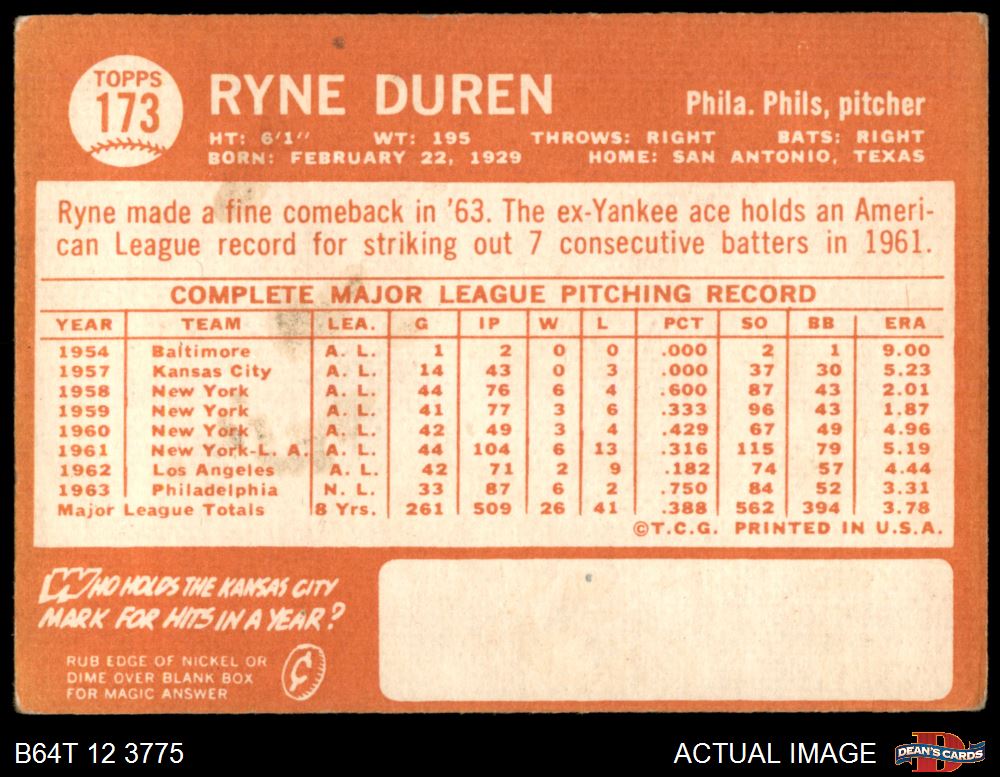 TOPPS
173
RYNE DUREN
Phila. Phils, pitcher
HT: 6'1" WT: 195 THROWS: RIGHT BATS: RIGHT
BORN: FEBRUARY 22, 1929 HOME: SAN ANTONIO, TEXAS
Ryne made a fine comeback in '63. The ex-Yankee ace holds an Ameri-
can League record for striking out 7 consecutive batters in 1961.
COMPLETE MAJOR LEAGUE PITCHING RECORD
YEAR TEAM LEA. G IP W L PCT SO BB ERA
1954 Baltimore A. L. 1 2 0 0 .000 2 1 9.00
1957 Kansas City A. L. 14 43 0 3 .000 37 30 5.23
1958 New York A. L. 44 76 6 4 .600 87 43 2.01
1959 New York A. L. 41 77 3 6 .333 96 43 1.87
1960 New York A. L. 42 49 3 4 .429 67 49 4.96
1961 New York-L. A. A. L. 44 104 6 13 .316 115 79 5.19
1962 Los Angeles A. L. 42 71 2 9 .182 74 57 4.44
1963 Philadelphia N. L. 33 87 6 2 .750 84 52 3.31
Major League Totals 8 Yrs. 261 509 26 41 .388 562 394 3.78
©T.C.G. PRINTED IN U.S.A.
WHO HOLDS THE KANSAS CITY
MARK FOR HITS IN A YEAR?
RUB EDGE OF NICKEL OR
DIME OVER BLANK BOX
FOR MAGIC ANSWER
¢
B64T 12 3775
ACTUAL IMAGE
D
DEAN'S CARDS